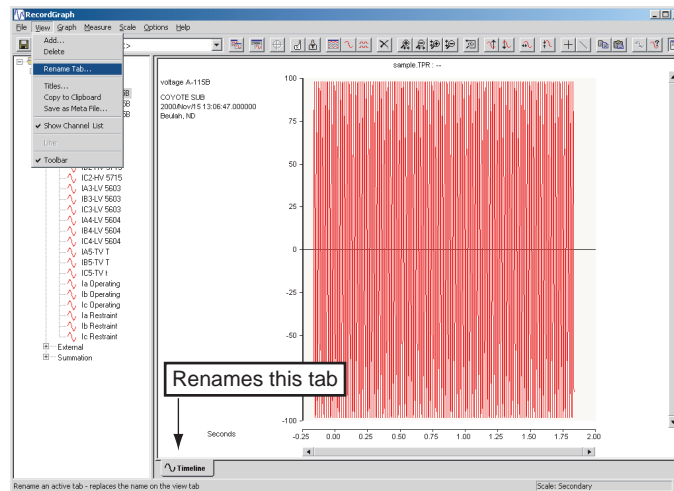 RecordGraph
File View Graph Measure Scale Options Help
Add...
Delete
Rename Tab...
Titles...
Copy to Clipboard
Save as Meta File...
Show Channel List
Line
Toolbar
IC2-HV 5715
IA3-LV 5603
IB3-LV 5603
IC3-LV 5603
IA4-LV 5604
IB4-LV 5604
IC4-LV 5604
IA5-TV T
IB5-TV T
IC5-TV t
Ia Operating
Ib Operating
Ic Operating
Ia Restraint
Ib Restraint
Ic Restraint
External
Summation
sample.TPR : --
voltage A-115B
COYOTE SUB
2000/Nov/15 13:06:47.000000
Beulah, ND
100
75
50
25
0
-25
-50
-100
Seconds
-0.25 0.00 0.25 0.50 0.75 1.00 1.25 1.50 1.75 2.00
Renames this tab
Timeline
Rename an active tab - replaces the name on the view tab
Scale: Secondary